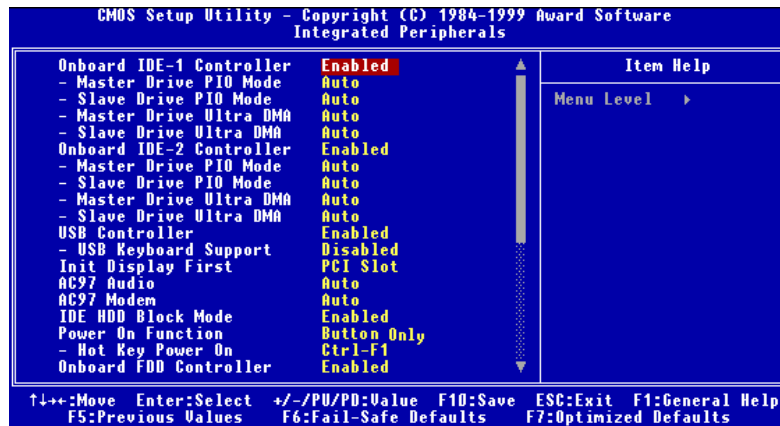 CMOS Setup Utility – Copyright (C) 1984-1999 Award Software
Integrated Peripherals
Onboard IDE-1 Controller Enabled
- Master Drive PIO Mode Auto
- Slave Drive PIO Mode Auto
- Master Drive Ultra DMA Auto
- Slave Drive Ultra DMA Auto
Onboard IDE-2 Controller Enabled
- Master Drive PIO Mode Auto
- Slave Drive PIO Mode Auto
- Master Drive Ultra DMA Auto
- Slave Drive Ultra DMA Auto
USB Controller Enabled
- USB Keyboard Support Disabled
Init Display First PCI Slot
AC97 Audio Auto
AC97 Modem Auto
IDE HDD Block Mode Enabled
Power On Function Button Only
- Hot Key Power On Ctrl-F1
Onboard FDD Controller Enabled
Item Help
Menu Level ▸
↑↓→←:Move Enter:Select +/-/PU/PD:Value F10:Save ESC:Exit F1:General Help
F5:Previous Values F6:Fail-Safe Defaults F7:Optimized Defaults